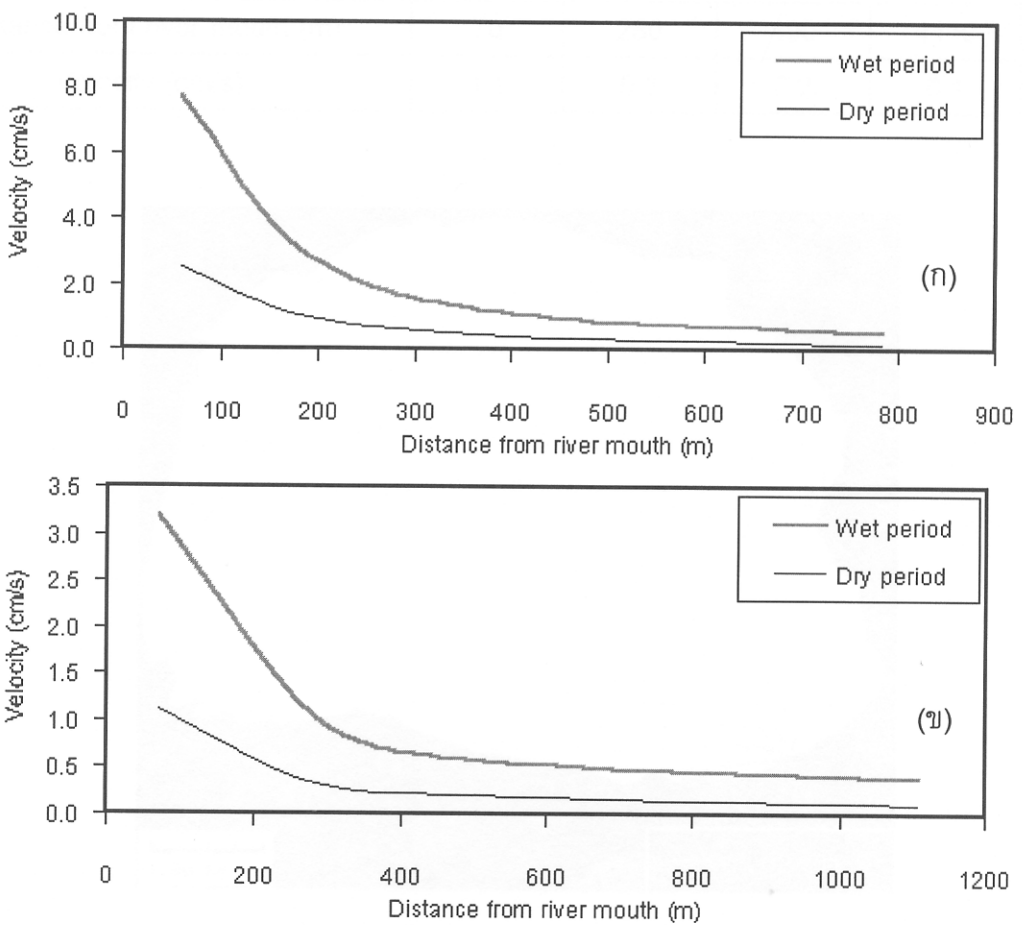 10.0
8.0
6.0
4.0
2.0
0.0
Velocity (cm/s)
Wet period
Dry period
(ก)
0 100 200 300 400 500 600 700 800 900
Distance from river mouth (m)
3.5
3.0
2.5
2.0
1.5
1.0
0.5
0.0
Velocity (cm/s)
Wet period
Dry period
(ข)
0 200 400 600 800 1000 1200
Distance from river mouth (m)